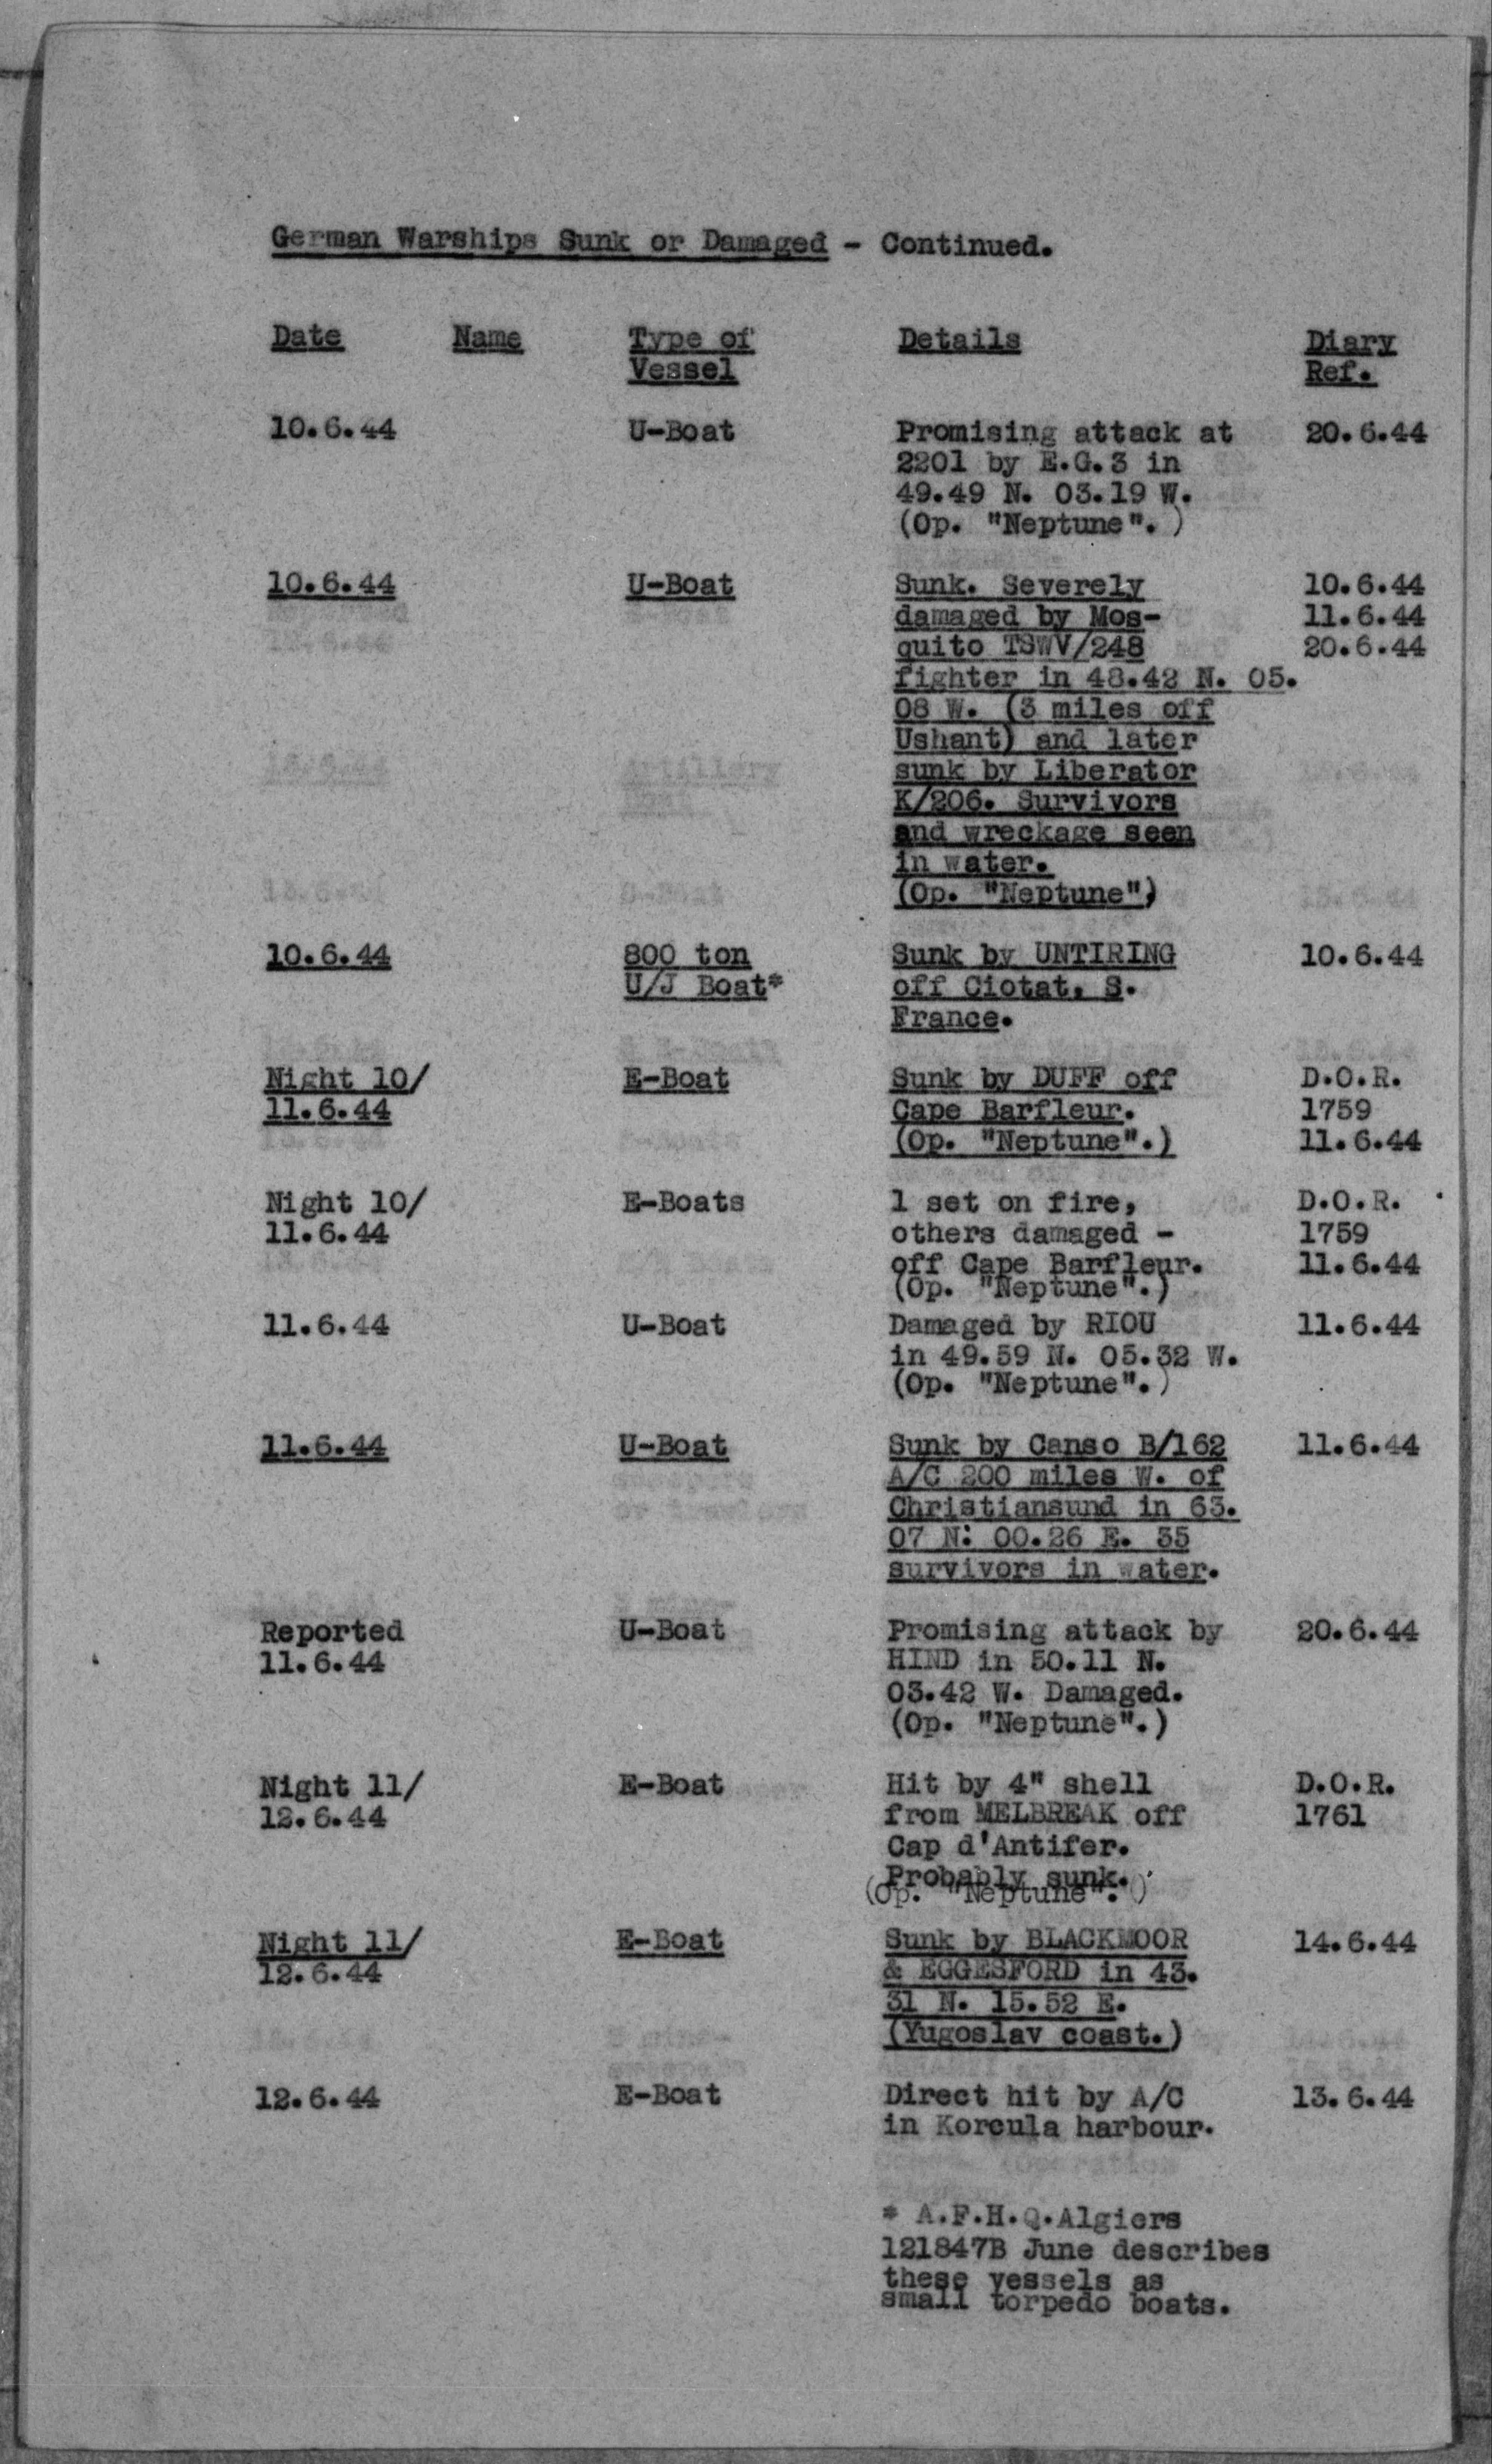 German Warships Sunk or Damaged - Continued.
Date Name Type of Vessel Details Diary Ref.
10.6.44 U-Boat Promising attack at 20.6.44
2201 by E.G.3 in
49.49 N. 03.19 W.
(Op. "Neptune". )
10.6.44 U-Boat Sunk. Severely 10.6.44
damaged by Mos- 11.6.44
quito TSWV/248 20.6.44
fighter in 48.42 N. 05.
08 W. (3 miles off
Ushant) and later
sunk by Liberator
K/206. Survivors
and wreckage seen
in water.
(Op. "Neptune")
10.6.44 800 ton Sunk by UNTIRING 10.6.44
U/J Boat* off Ciotat, S.
France.
Night 10/ E-Boat Sunk by DUFF off D.O.R.
11.6.44 Cape Barfleur. 1759
(Op. "Neptune".) 11.6.44
Night 10/ E-Boats 1 set on fire, D.O.R.
11.6.44 others damaged - 1759
off Cape Barfleur. 11.6.44
(Op. "Neptune".)
11.6.44 U-Boat Damaged by RIOU 11.6.44
in 49.59 N. 05.32 W.
(Op. "Neptune".)
11.6.44 U-Boat Sunk by Canso B/162 11.6.44
A/C 200 miles W. of
Christiansund in 63.
07 N: 00.26 E. 35
survivors in water.
Reported U-Boat Promising attack by 20.6.44
11.6.44 HIND in 50.11 N.
03.42 W. Damaged.
(Op. "Neptune".)
Night 11/ E-Boat Hit by 4" shell D.O.R.
12.6.44 from MELBREAK off 1761
Cap d'Antifer.
Probably sunk.
(Op. "Neptune".)
Night 11/ E-Boat Sunk by BLACKMOOR 14.6.44
12.6.44 & EGGESFORD in 43.
31 N. 15.52 E.
(Yugoslav coast.)
12.6.44 E-Boat Direct hit by A/C 13.6.44
in Korcula harbour.
* A.F.H.Q.Algiers
121847B June describes
these vessels as
small torpedo boats.